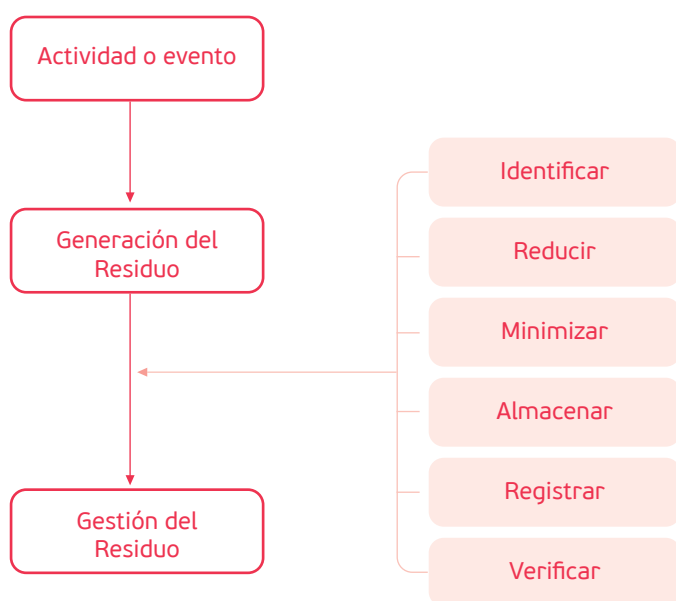 Actividad o evento
Generación del
Residuo
Gestión del
Residuo
Identificar
Reducir
Minimizar
Almacenar
Registrar
Verificar